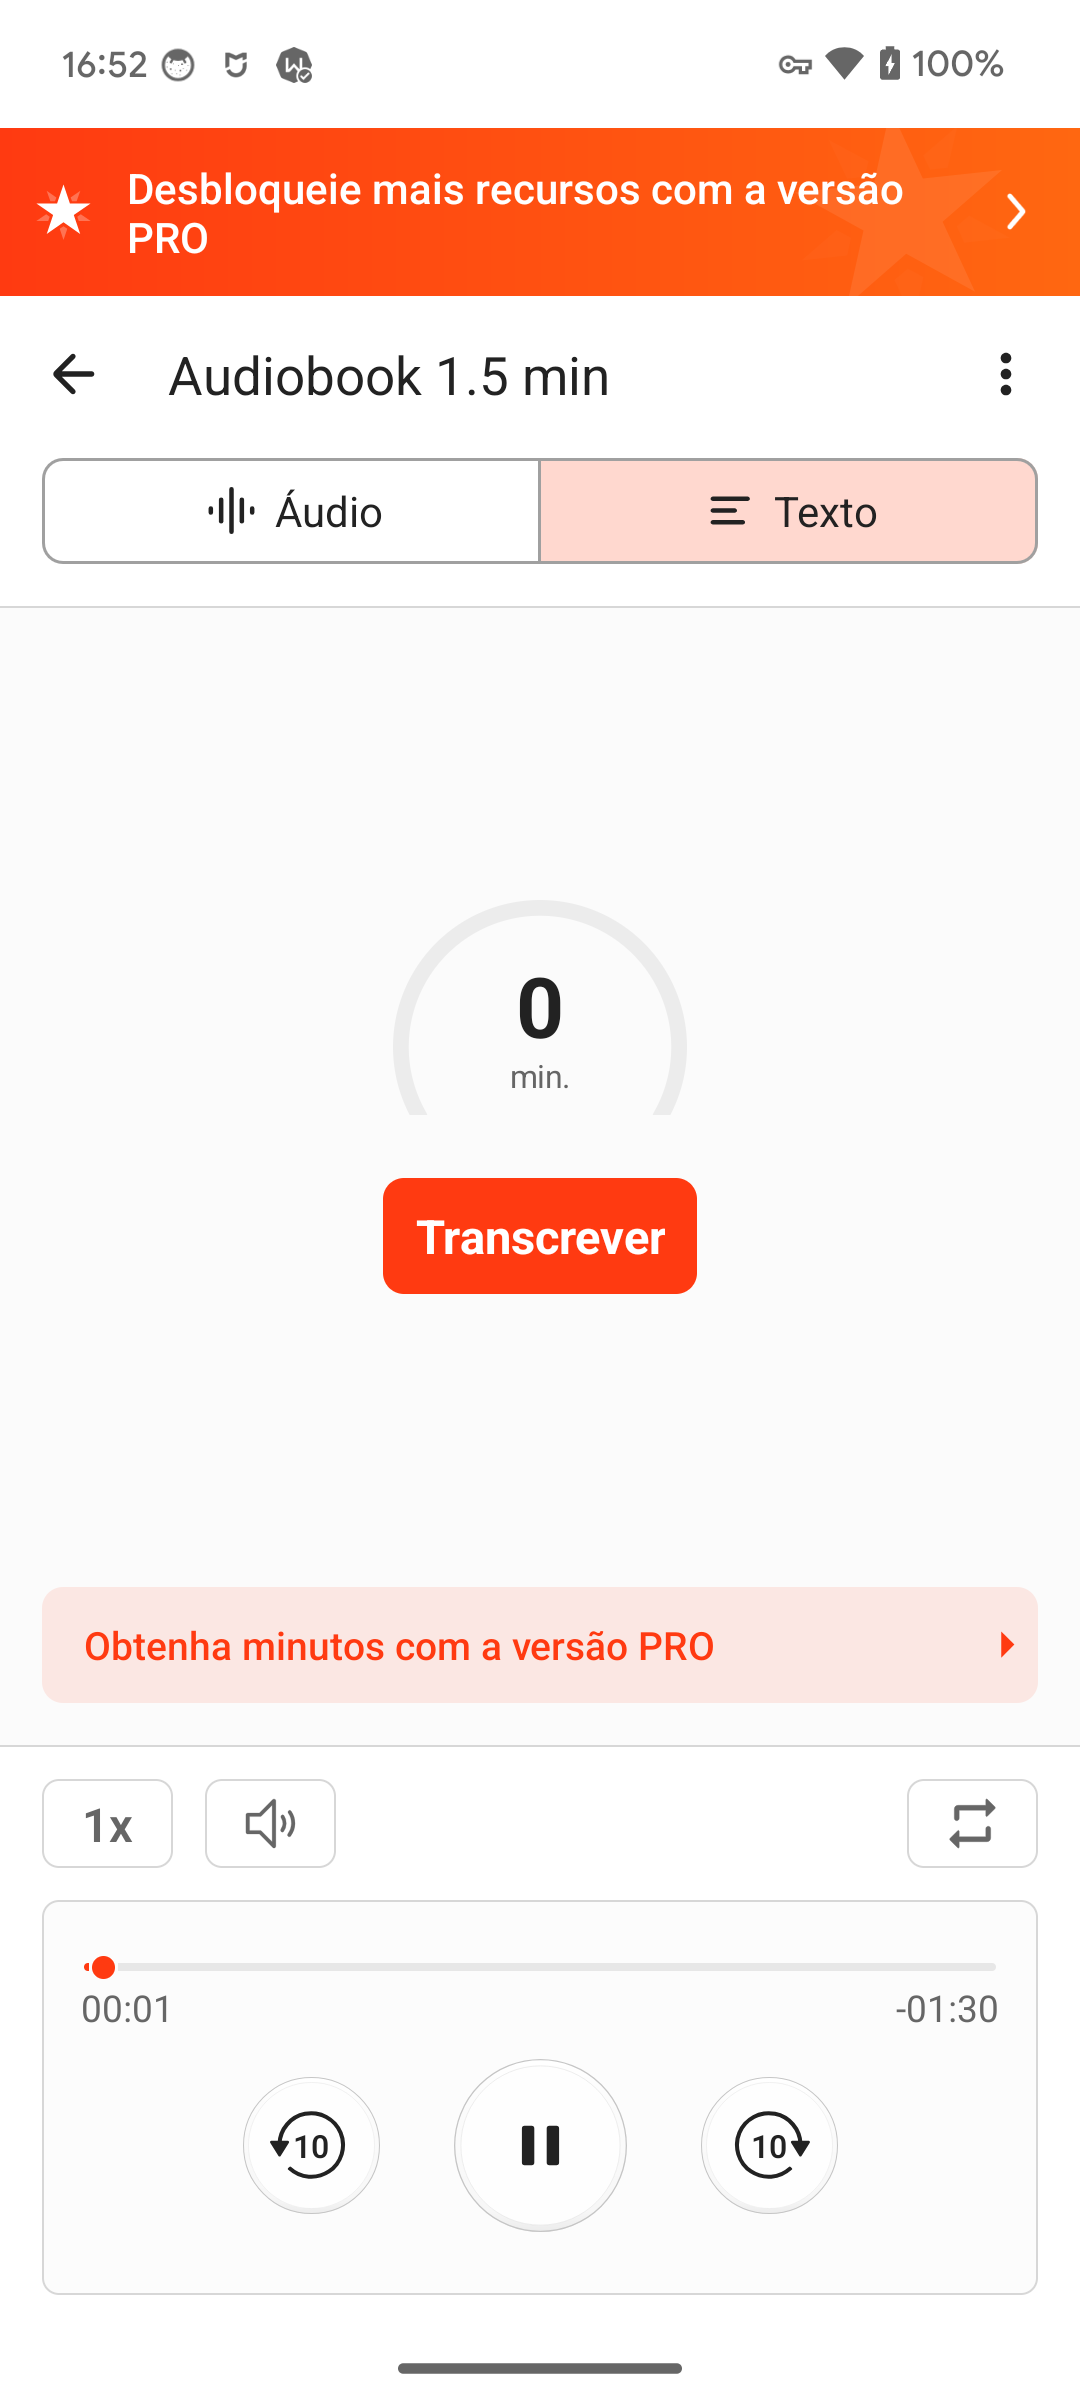 16:52
100%
Desbloqueie mais recursos com a versão
PRO
Audiobook 1.5 min
Áudio
Texto
0
min.
Transcrever
Obtenha minutos com a versão PRO
1x
00:01
-01:30
10
10